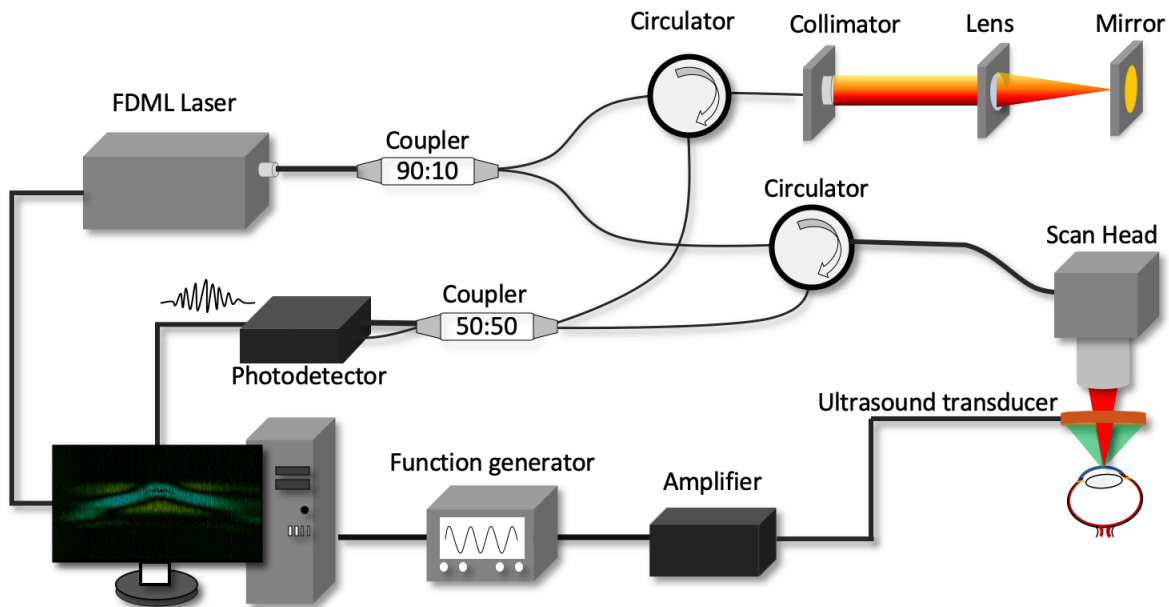 Circulator
Collimator
Lens
Mirror
FDML Laser
Coupler
90:10
Circulator
Scan Head
Coupler
50:50
Photodetector
Ultrasound transducer
Function generator
Amplifier